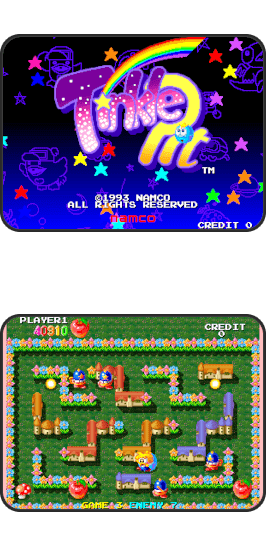 Tinkle
Pit
TM
©1993 NAMCO
ALL RIGHTS RESERVED
namco
CREDIT 0
PLAYER1
CREDIT
40910 0
GAME 3 ENEMY 7